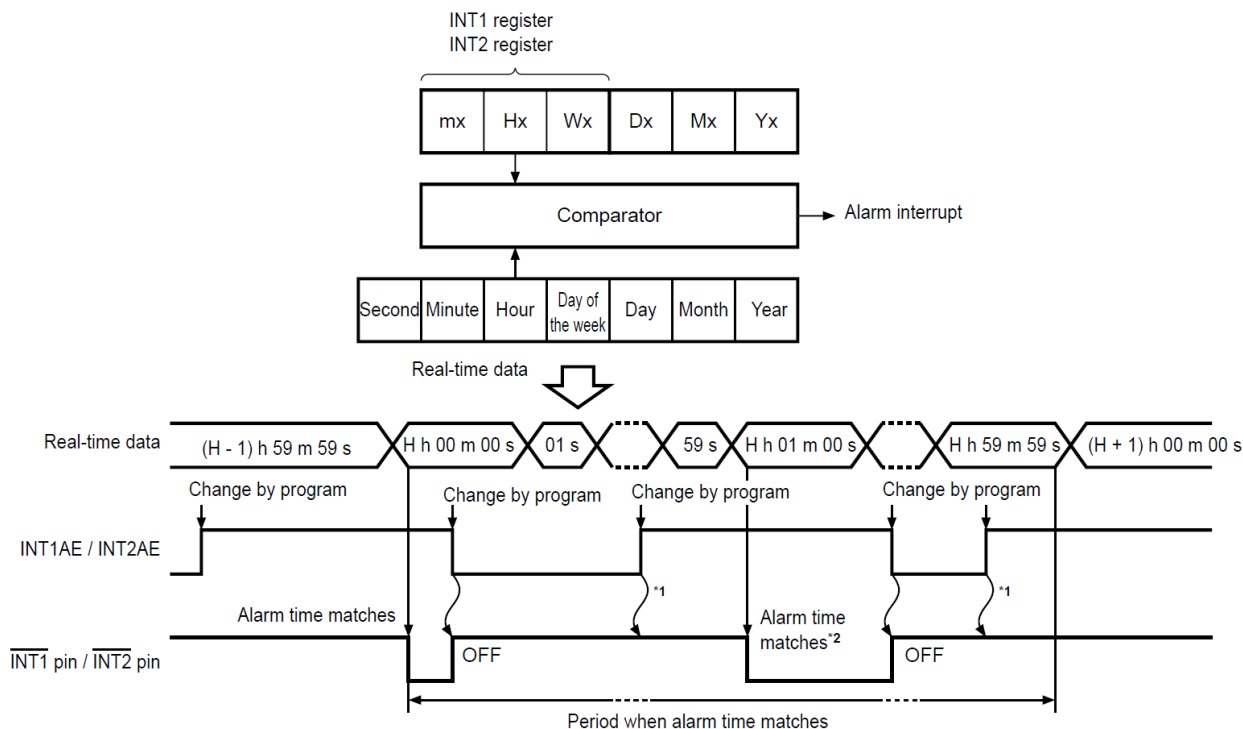 INT1 register
INT2 register
mx Hx Wx Dx Mx Yx
Comparator
Alarm interrupt
Second Minute Hour Day of the week Day Month Year
Real-time data
Real-time data
(H - 1) h 59 m 59 s H h 00 m 00 s 01 s 59 s H h 01 m 00 s H h 59 m 59 s (H + 1) h 00 m 00 s
Change by program Change by program Change by program Change by program
INT1AE / INT2AE
*1 *1
Alarm time matches
Alarm time
matches*2
INT1 pin / INT2 pin
OFF OFF
Period when alarm time matches